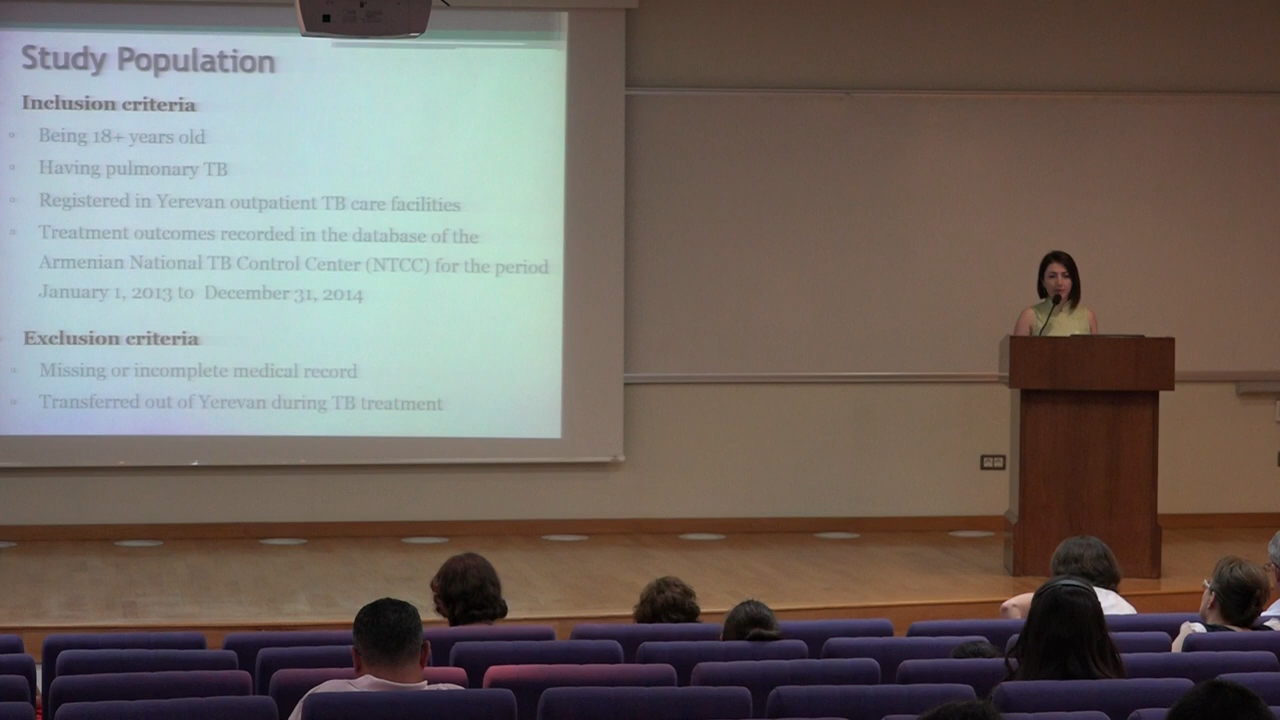 Study Population
Inclusion criteria
Being 18+ years old
Having pulmonary TB
Registered in Yerevan outpatient TB care facilities
Treatment outcomes recorded in the database of the
Armenian National TB Control Center (NTCC) for the period
January 1, 2013 to December 31, 2014
Exclusion criteria
Missing or incomplete medical record
Transferred out of Yerevan during TB treatment